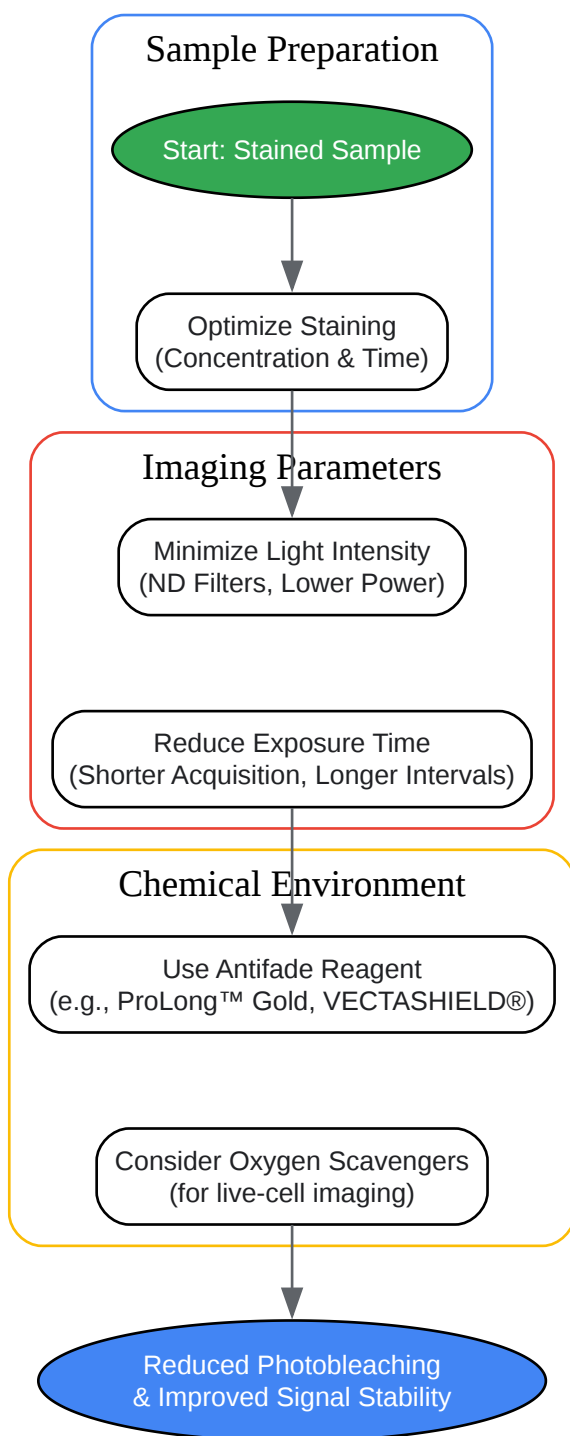 Sample Preparation
Start: Stained Sample
Optimize Staining
(Concentration & Time)
Imaging Parameters
Minimize Light Intensity
(ND Filters, Lower Power)
Reduce Exposure Time
(Shorter Acquisition, Longer Intervals)
Chemical Environment
Use Antifade Reagent
(e.g., ProLong™ Gold, VECTASHIELD®)
Consider Oxygen Scavengers
(for live-cell imaging)
Reduced Photobleaching
& Improved Signal Stability